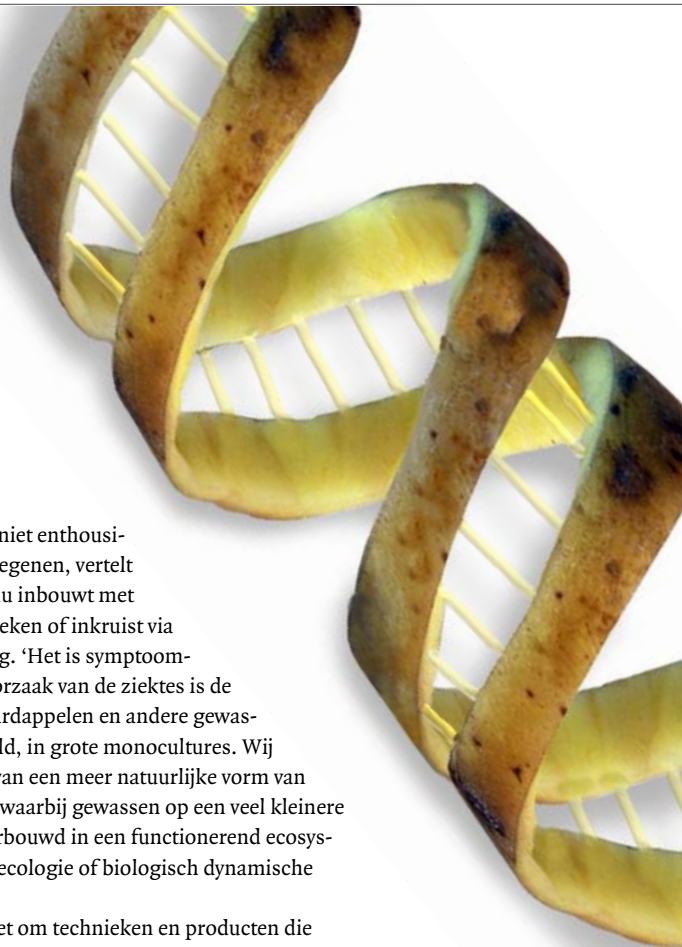 niet enthousi-
egenen, vertelt
u inbouwt met
eken of inkruist via
g. ‘Het is symptoom-
orzaak van de ziektes is de
ardappelen en andere gewas-
ld, in grote monocultures. Wij
van een meer natuurlijke vorm van
waarbij gewassen op een veel kleinere
rbouwd in een functionerend ecosys-
ecologie of biologisch dynamische
et om technieken en producten die